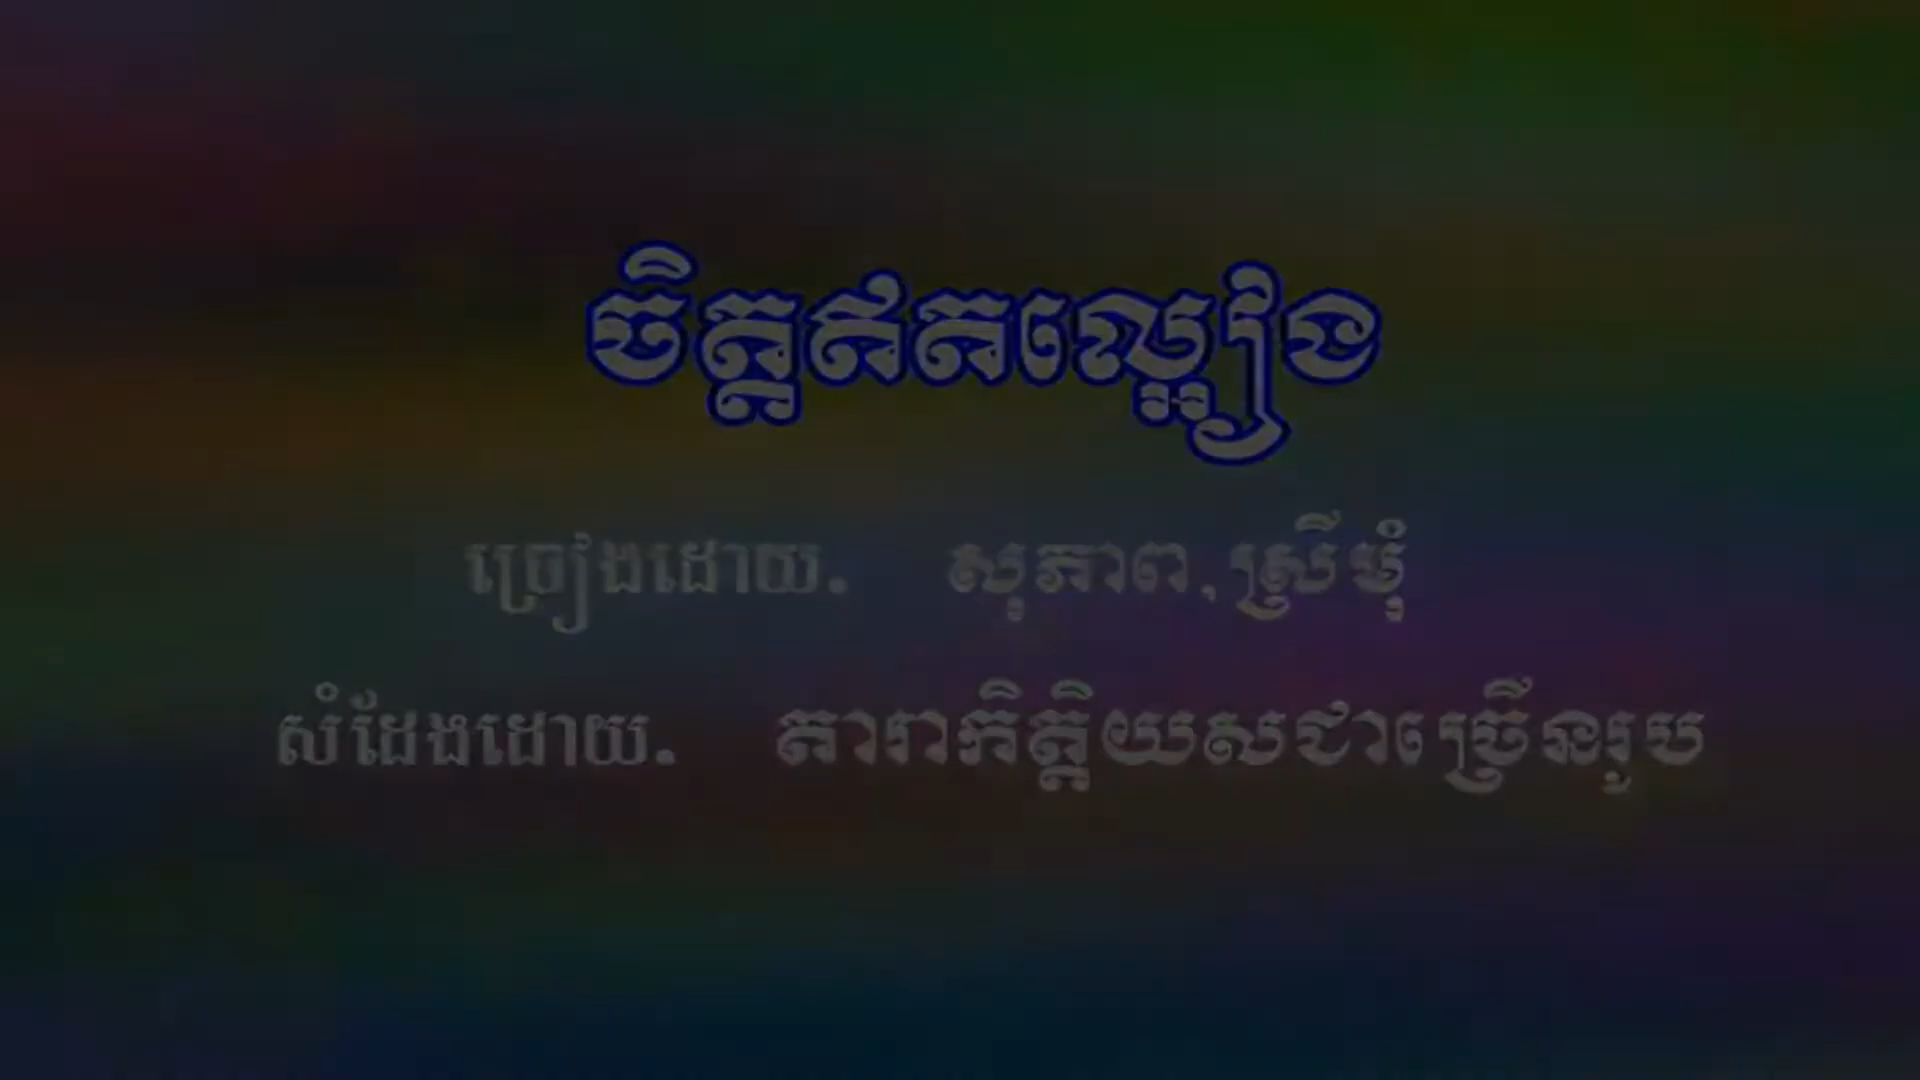 ចិត្តឥតល្អៀង
ច្រៀងដោយ. សុភាព,ស្រីមុំ
សំដែងដោយ. តារាកិត្តិយសជាច្រើនរូប